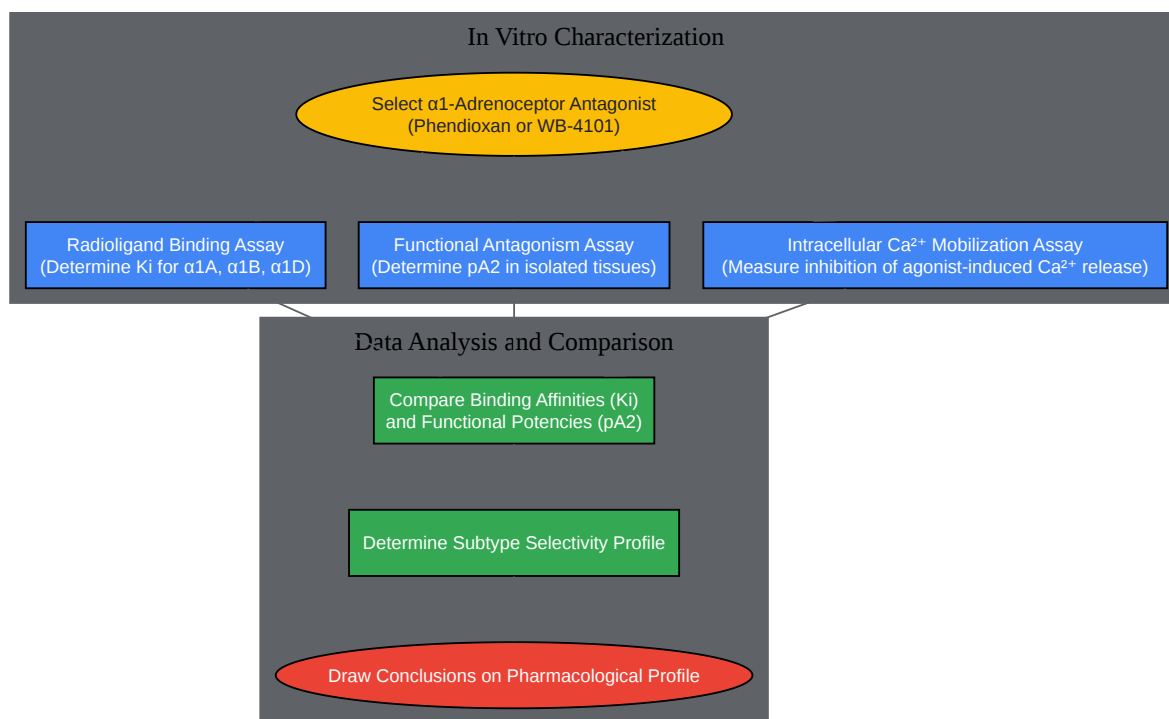 In Vitro Characterization
Select α1-Adrenoceptor Antagonist
(Phendioxan or WB-4101)
Radioligand Binding Assay
(Determine Ki for α1A, α1B, α1D)
Functional Antagonism Assay
(Determine pA2 in isolated tissues)
Intracellular Ca²⁺ Mobilization Assay
(Measure inhibition of agonist-induced Ca²⁺ release)
Data Analysis and Comparison
Compare Binding Affinities (Ki)
and Functional Potencies (pA2)
Determine Subtype Selectivity Profile
Draw Conclusions on Pharmacological Profile